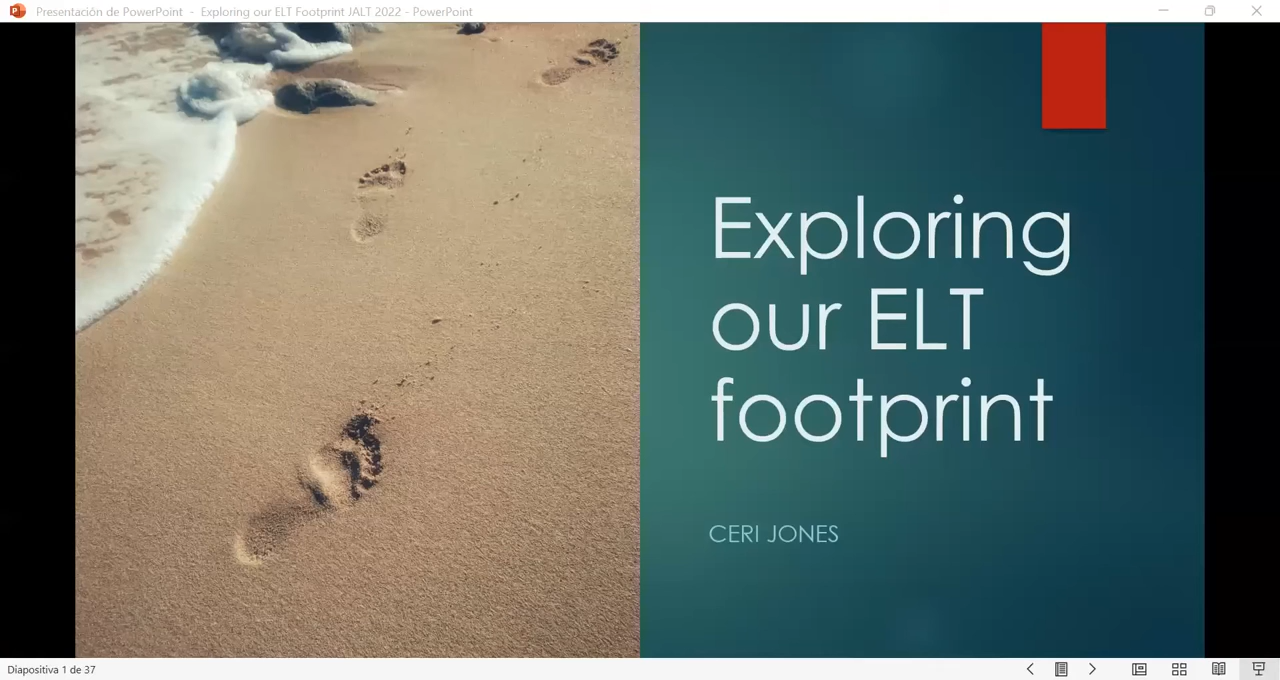 Presentación de PowerPoint - Exploring our ELT Footprint JALT 2022 - PowerPoint
Exploring
our ELT
footprint
CERI JONES
Diapositiva 1 de 37